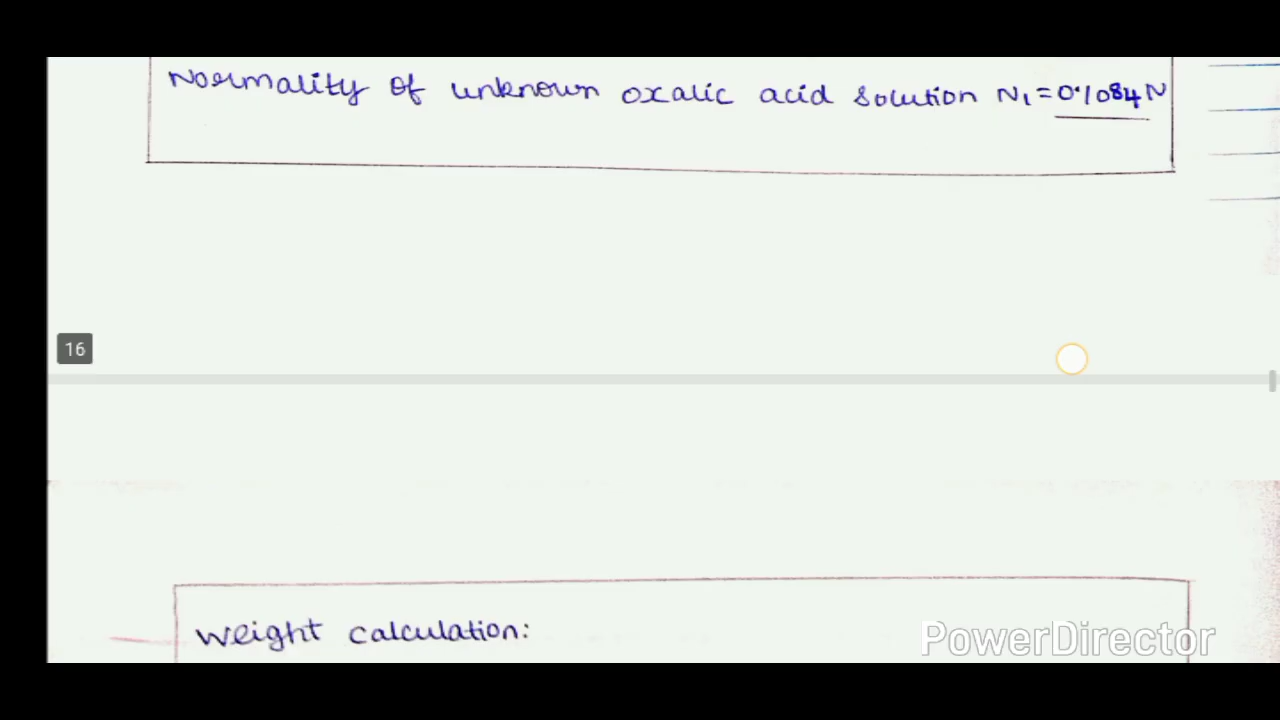 Normality of unknown oxalic acid solution N₁ = 0.1084 N
16
Weight calculation:
PowerDirector